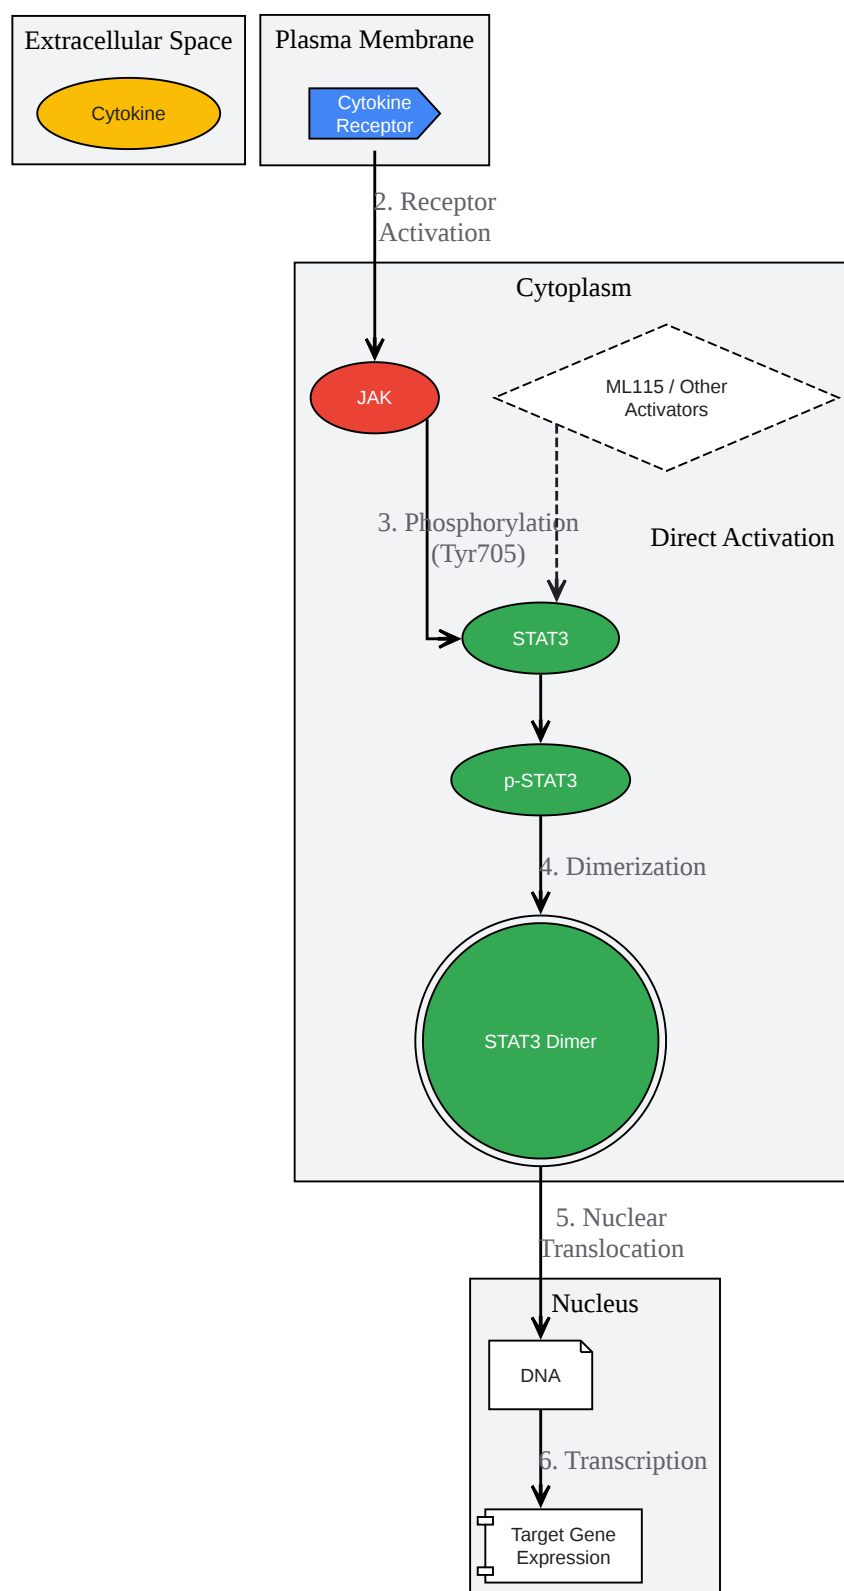 Extracellular Space
Cytokine
Plasma Membrane
Cytokine
Receptor
2. Receptor
Activation
Cytoplasm
JAK
ML115 / Other
Activators
3. Phosphorylation
(Tyr705)
Direct Activation
STAT3
p-STAT3
4. Dimerization
STAT3 Dimer
5. Nuclear
Translocation
Nucleus
DNA
6. Transcription
Target Gene
Expression